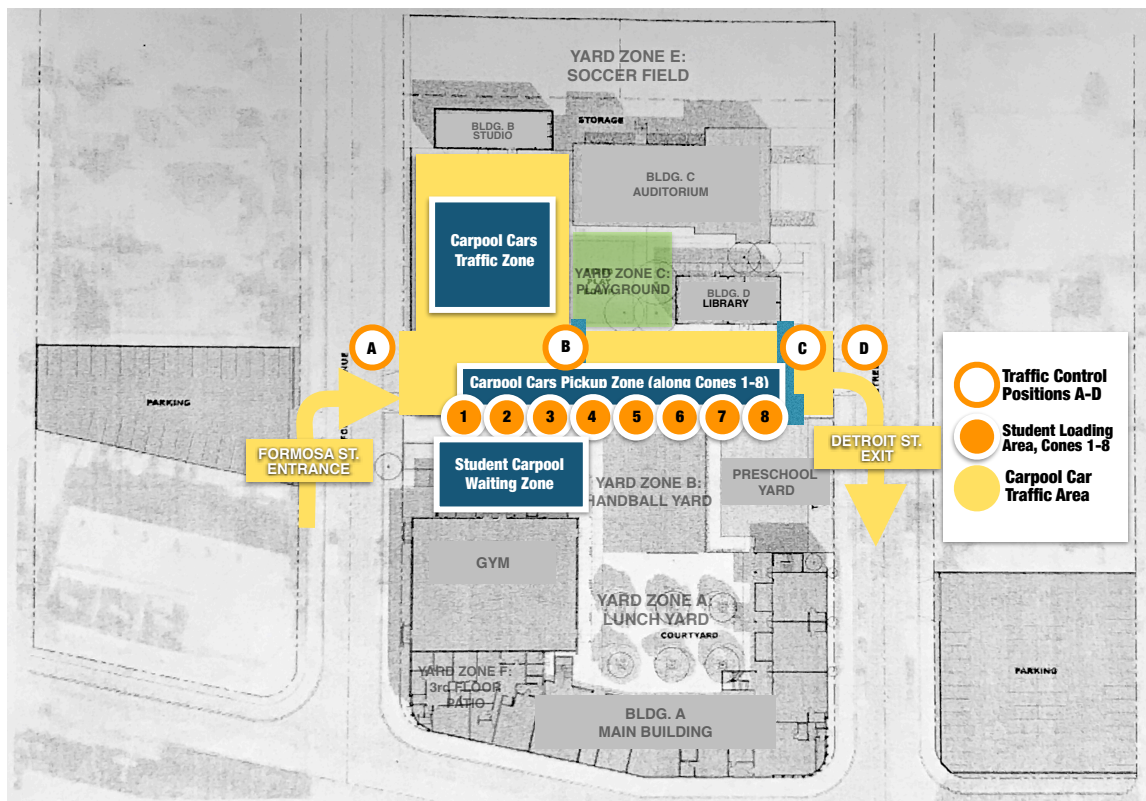 YARD ZONE E:
SOCCER FIELD
BLDG. B
STUDIO
STORAGE
BLDG. C
AUDITORIUM
Carpool Cars
Traffic Zone
YARD ZONE C:
PLAYGROUND
PLAY
BLDG. D
LIBRARY
A
B
C
D
Carpool Cars Pickup Zone (along Cones 1-8)
1
2
3
4
5
6
7
8
PARKING
FORMOSA ST.
ENTRANCE
DETROIT ST.
EXIT
Student Carpool
Waiting Zone
YARD ZONE B:
HANDBALL YARD
PRESCHOOL
YARD
GYM
YARD ZONE A:
LUNCH YARD
COURTYARD
YARD ZONE F:
3rd FLOOR
PATIO
BLDG. A
MAIN BUILDING
PARKING
Traffic Control
Positions A-D
Student Loading
Area, Cones 1-8
Carpool Car
Traffic Area